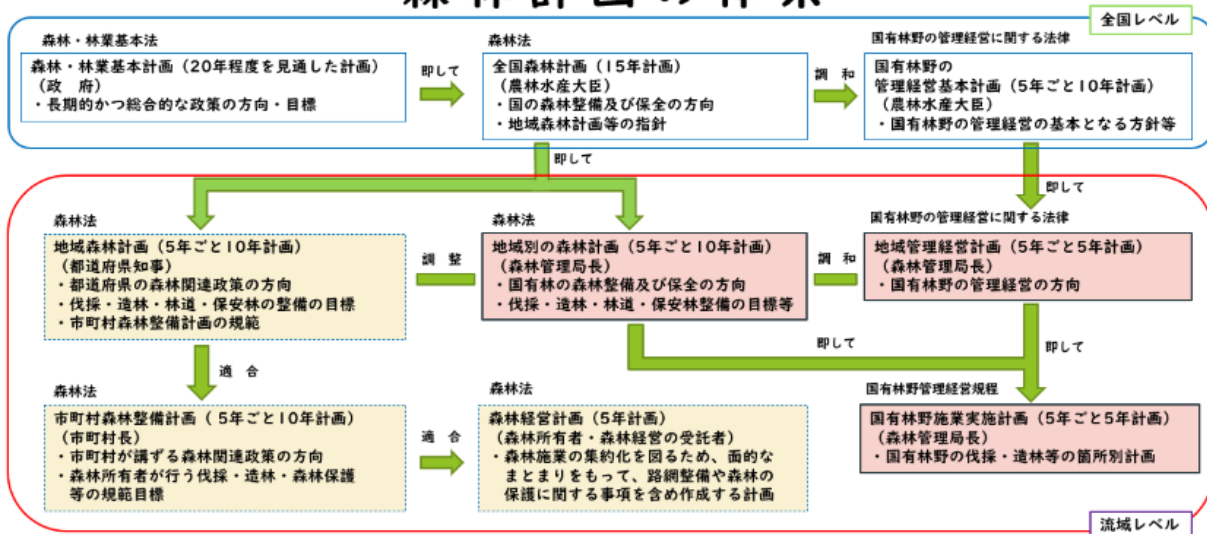 森林計画の体系
全国レベル
森林・林業基本法
森林・林業基本計画（20年程度を見通した計画）
（政　府）
・長期的かつ総合的な政策の方向・目標
即して
森林法
全国森林計画（15年計画）
（農林水産大臣）
・国の森林整備及び保全の方向
・地域森林計画等の指針
調　和
国有林野の管理経営に関する法律
国有林野の
管理経営基本計画（5年ごと10年計画）
（農林水産大臣）
・国有林野の管理経営の基本となる方針等
即して
即して
森林法
地域森林計画（5年ごと10年計画）
（都道府県知事）
・都道府県の森林関連政策の方向
・伐採・造林・林道・保安林の整備の目標
・市町村森林整備計画の規範
調　整
森林法
地域別の森林計画（5年ごと10年計画）
（森林管理局長）
・国有林の森林整備及び保全の方向
・伐採・造林・林道・保安林整備の目標等
調　和
国有林野の管理経営に関する法律
地域管理経営計画（5年ごと5年計画）
（森林管理局長）
・国有林野の管理経営の方向
適　合
即して
即して
森林法
市町村森林整備計画（ 5年ごと10年計画）
（市町村長）
・市町村が講ずる森林関連政策の方向
・森林所有者が行う伐採・造林・森林保護
等の規範目標
適　合
森林法
森林経営計画（5年計画）
（森林所有者・森林経営の受託者）
・森林施業の集約化を図るため、面的な
まとまりをもって、路網整備や森林の
保護に関する事項を含め作成する計画
国有林野管理経営規程
国有林野施業実施計画（5年ごと5年計画）
（森林管理局長）
・国有林野の伐採・造林等の箇所別計画
流域レベル